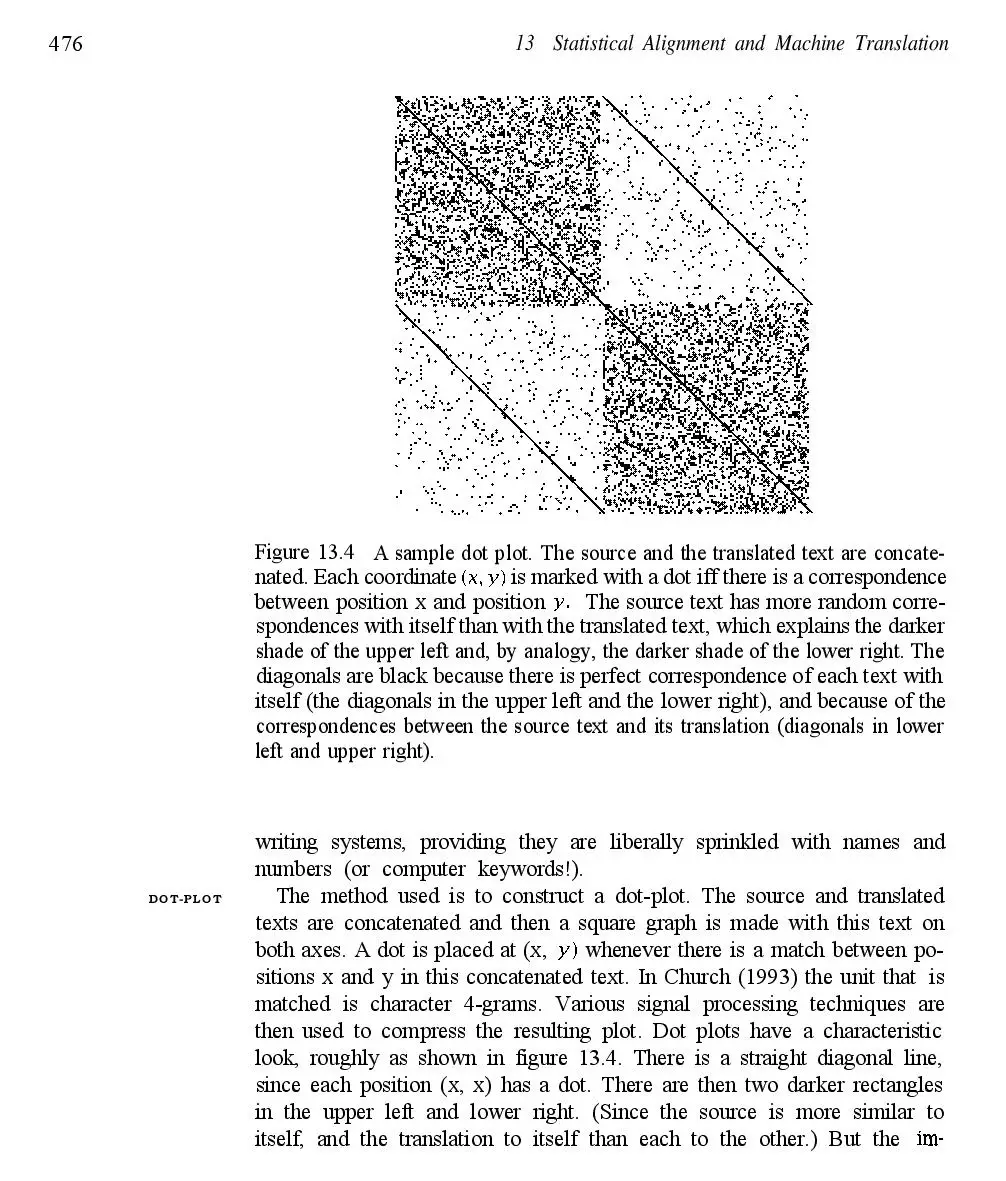 476
13 Statistical Alignment and Machine Translation
Figure 13.4 A sample dot plot. The source and the translated text are concate-
nated. Each coordinate (x, y) is marked with a dot iff there is a correspondence
between position x and position y. The source text has more random corre-
spondences with itself than with the translated text, which explains the darker
shade of the upper left and, by analogy, the darker shade of the lower right. The
diagonals are black because there is perfect correspondence of each text with
itself (the diagonals in the upper left and the lower right), and because of the
correspondences between the source text and its translation (diagonals in lower
left and upper right).
writing systems, providing they are liberally sprinkled with names and
numbers (or computer keywords!).
DOT-PLOT
The method used is to construct a dot-plot. The source and translated
texts are concatenated and then a square graph is made with this text on
both axes. A dot is placed at (x, y) whenever there is a match between po-
sitions x and y in this concatenated text. In Church (1993) the unit that is
matched is character 4-grams. Various signal processing techniques are
then used to compress the resulting plot. Dot plots have a characteristic
look, roughly as shown in figure 13.4. There is a straight diagonal line,
since each position (x, x) has a dot. There are then two darker rectangles
in the upper left and lower right. (Since the source is more similar to
itself, and the translation to itself than each to the other.) But the im-